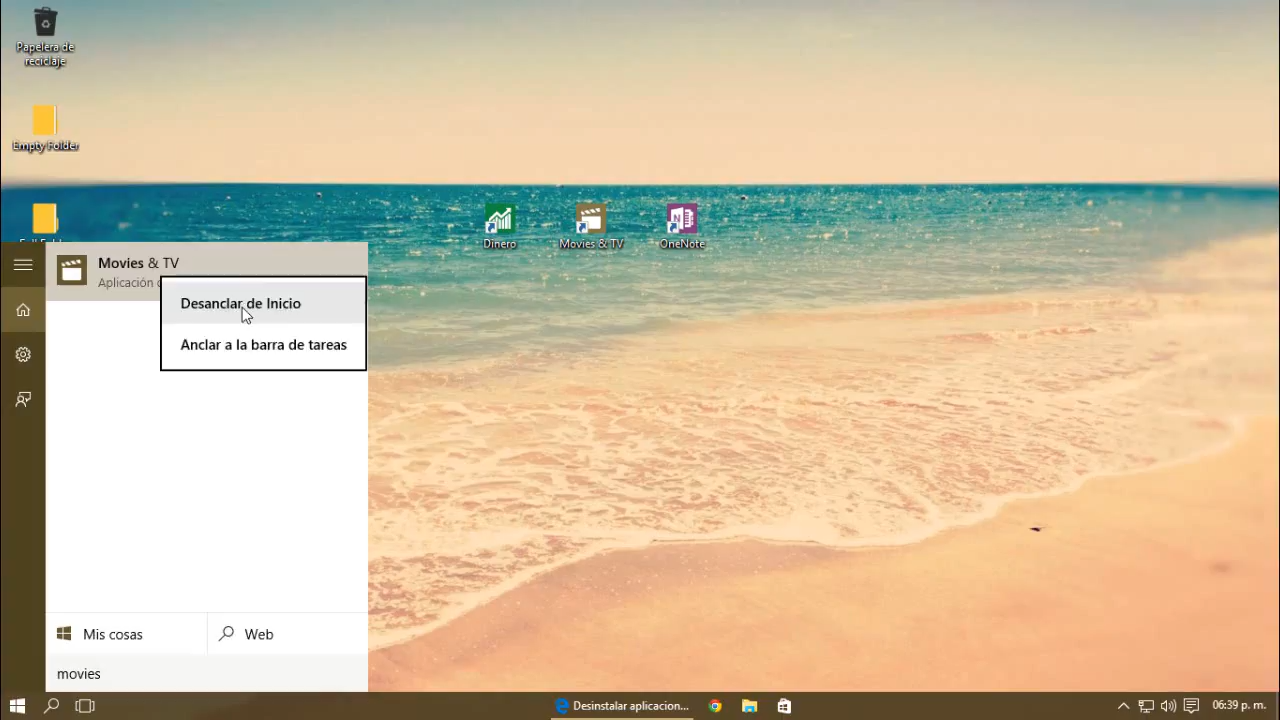 Papelera de
reciclaje
Empty Folder
Dinero
Movies & TV
OneNote
Movies & TV
Aplicación
Desanclar de Inicio
Anclar a la barra de tareas
Mis cosas
Web
movies
Desinstalar aplicacion...
06:39 p. m.